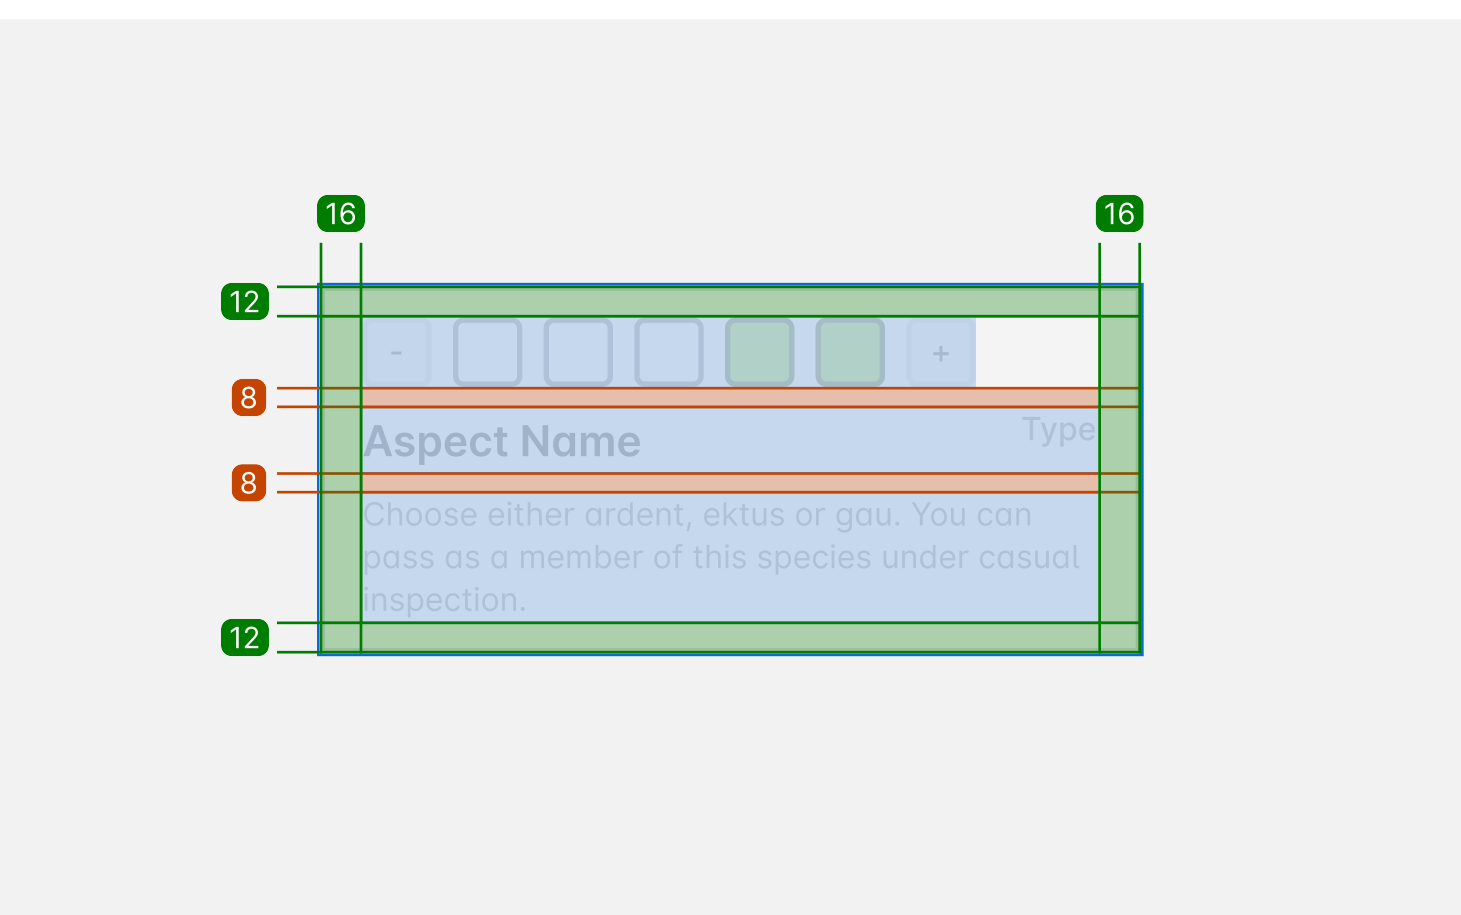 16
16
12
- +
8
Aspect Name
Type
8
Choose either ardent, ektus or gau. You can
pass as a member of this species under casual
inspection.
12